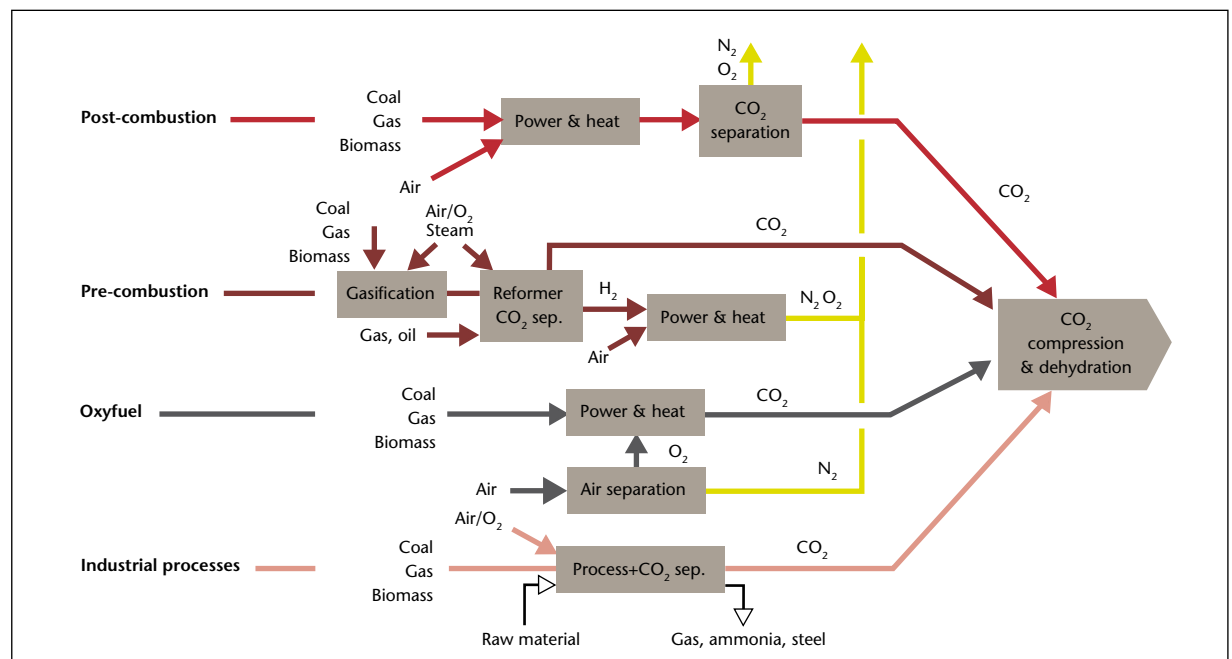 N₂
O₂
Post-combustion
Coal
Gas
Biomass
Air
Power & heat
CO₂
separation
CO₂
Pre-combustion
Coal
Gas
Biomass
Air/O₂
Steam
Gasification
Gas, oil
Reformer
CO₂ sep.
H₂
Air
Power & heat
N₂ O₂
CO₂
CO₂
compression
& dehydration
Oxyfuel
Coal
Gas
Biomass
Power & heat
CO₂
O₂
Air
Air separation
N₂
Industrial processes
Coal
Gas
Biomass
Air/O₂
Process+CO₂ sep.
CO₂
Raw material
Gas, ammonia, steel